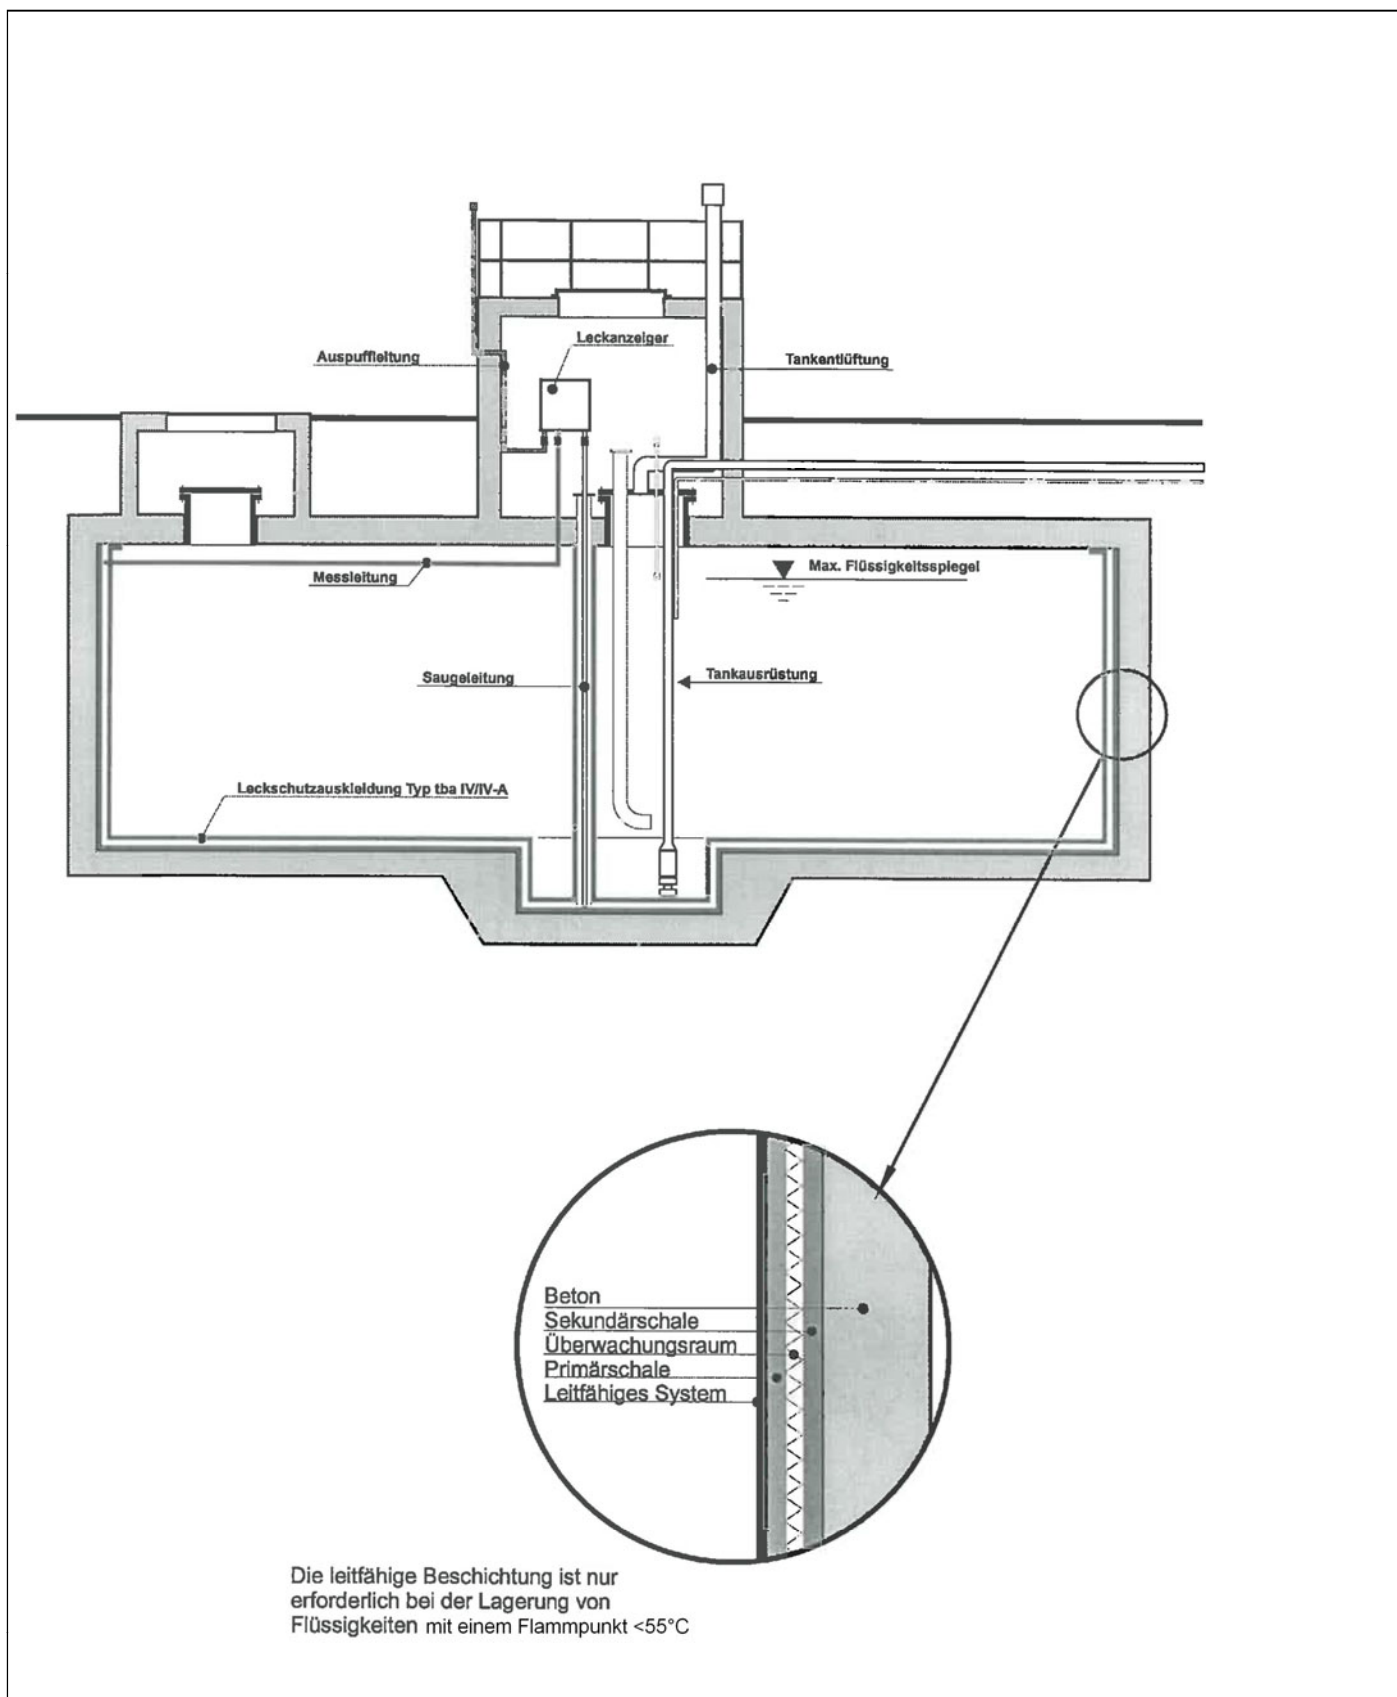 Leckanzeiger
Auspuffleitung
Tankentlüftung
Max. Flüssigkeitsspiegel
Messleitung
Saugeleitung
Tankausrüstung
Leckschutzauskleidung Typ tba IV/IV-A
Beton
Sekundärschale
Überwachungsraum
Primärschale
Leitfähiges System
Die leitfähige Beschichtung ist nur
erforderlich bei der Lagerung von
Flüssigkeiten mit einem Flammpunkt <55°C